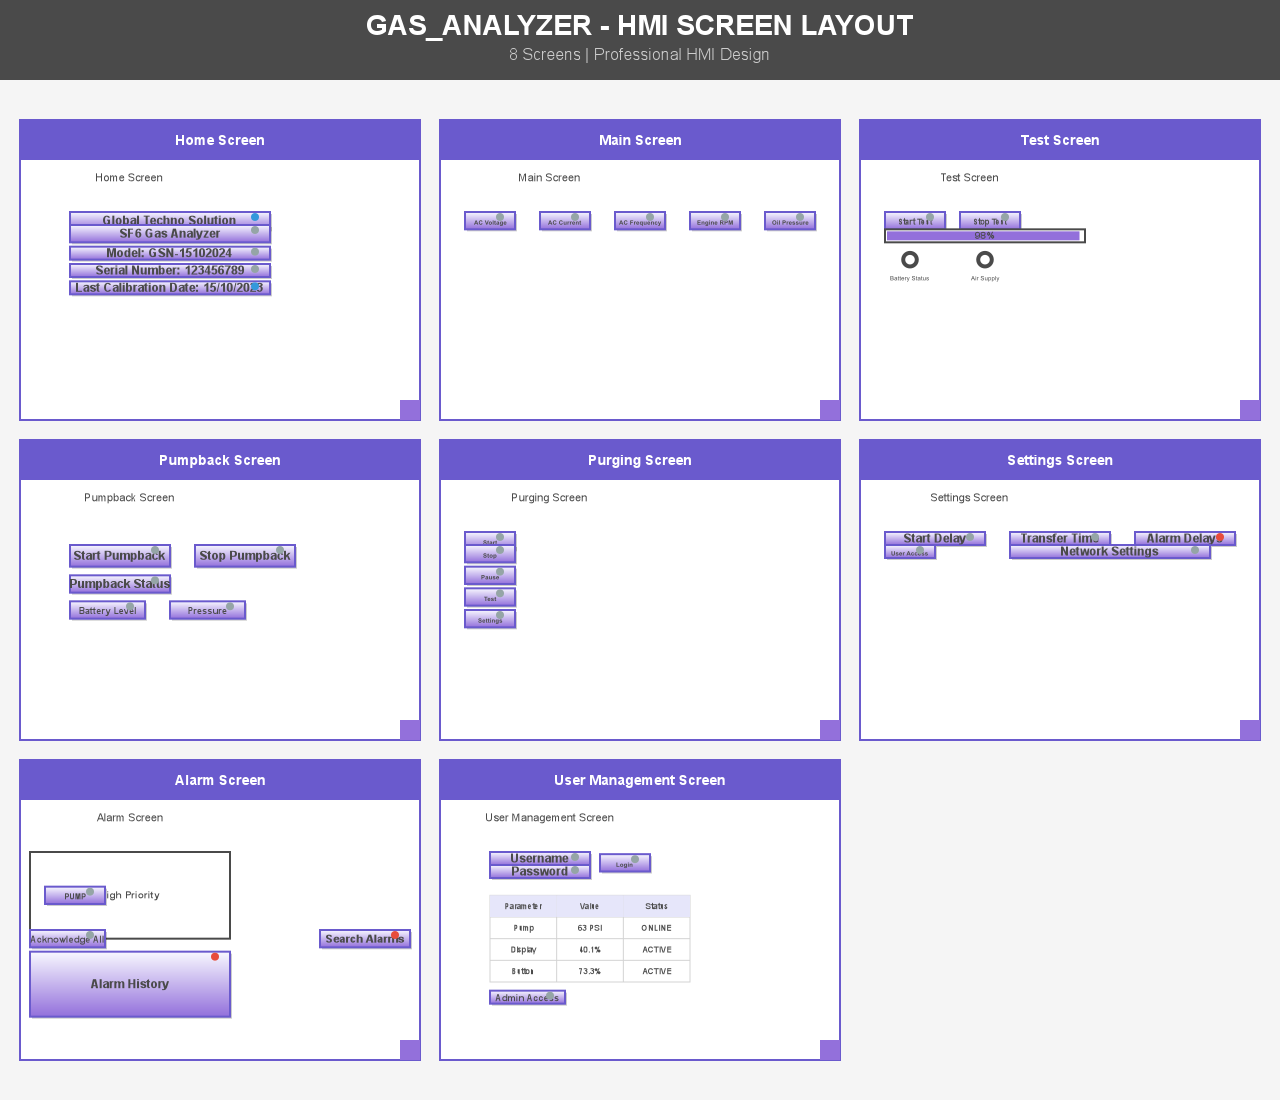 GAS_ANALYZER - HMI SCREEN LAYOUT
8 Screens | Professional HMI Design
Home Screen
Home Screen
Global Techno Solution
SF6 Gas Analyzer
Model: GSN-15102024
Serial Number: 123456789
Last Calibration Date: 15/10/2023
Main Screen
Main Screen
AC Voltage
AC Current
AC Frequency
Engine RPM
Oil Pressure
Test Screen
Test Screen
Start Test
Stop Test
98%
Battery Status
Air Supply
Pumpback Screen
Pumpback Screen
Start Pumpback
Stop Pumpback
Pumpback Status
Battery Level
Pressure
Purging Screen
Purging Screen
Start
Stop
Pause
Test
Settings
Settings Screen
Settings Screen
Start Delay
Transfer Time
Alarm Delays
User Access
Network Settings
Alarm Screen
Alarm Screen
PUMP
igh Priority
Acknowledge All
Search Alarms
Alarm History
User Management Screen
User Management Screen
Username
Password
Login
Parameter Value Status
Pump 63 PSI ONLINE
Display 40.1% ACTIVE
Button 73.3% ACTIVE
Admin Access